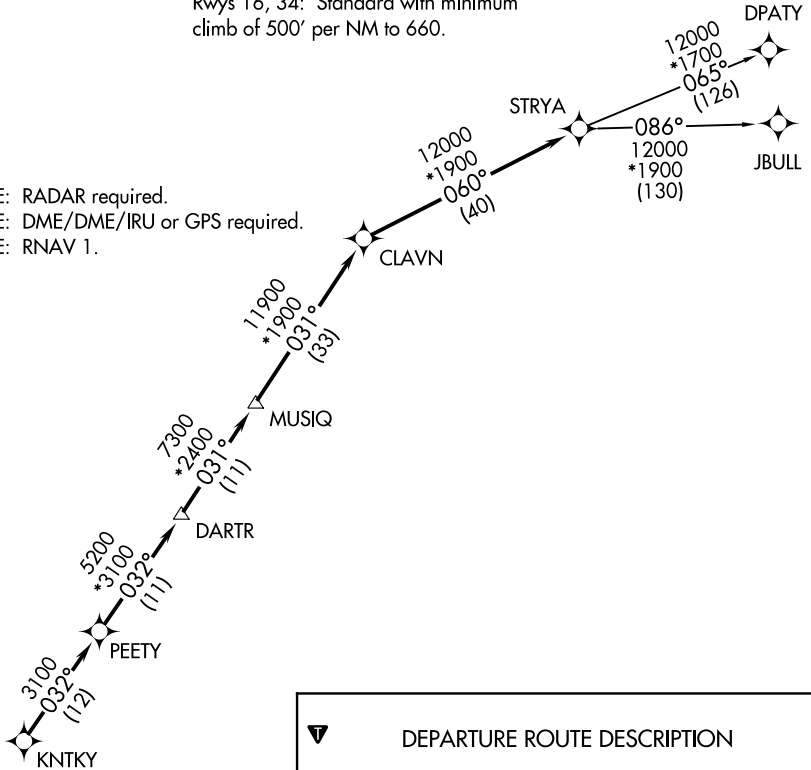 Rwys 16, 34: Standard with minimum
climb of 500' per NM to 660.
DPATY
12000
*1700
065°
(126)
STRYA
086°
12000
*1900
(130)
JBULL
12000
*1900
060°
(40)
E: RADAR required.
E: DME/DME/IRU or GPS required.
E: RNAV 1.
CLAVN
11900
*1900
031°
(33)
MUSIQ
7300
*2400
031°
(11)
DARTR
5200
*3100
032°
(11)
PEETY
3100
032°
(12)
KNTKY
T
DEPARTURE ROUTE DESCRIPTION